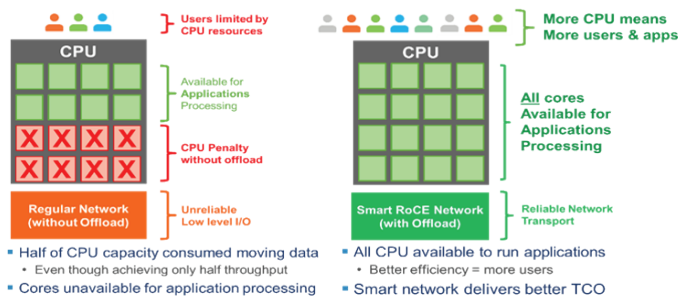 Users limited by
CPU resources
CPU
Available for
Applications
Processing
X X X X
X X X X
CPU Penalty
without offload
Regular Network
(without Offload)
Unreliable
Low level I/O
▪ Half of CPU capacity consumed moving data
• Even though achieving only half throughput
▪ Cores unavailable for application processing
More CPU means
More users & apps
CPU
All cores
Available for
Applications
Processing
Smart RoCE Network
(with Offload)
Reliable Network
Transport
▪ All CPU available to run applications
• Better efficiency = more users
▪ Smart network delivers better TCO